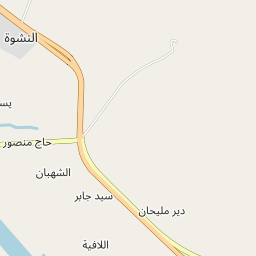 النشوة
حاج منصور
الشهبان
سيد جابر
دير مليحان
اللافية